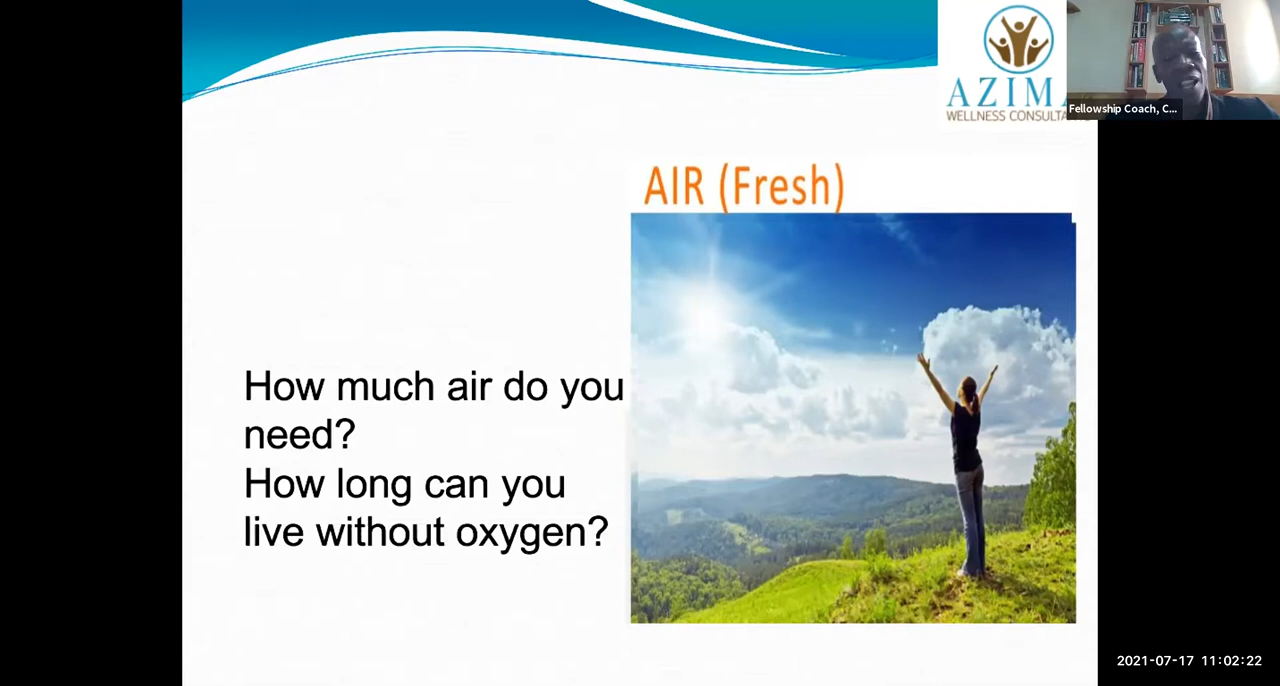 AZIM
WELLNESS CONSULTA
Fellowship Coach, C...
AIR (Fresh)
How much air do you
need?
How long can you
live without oxygen?
2021-07-17 11:02:22